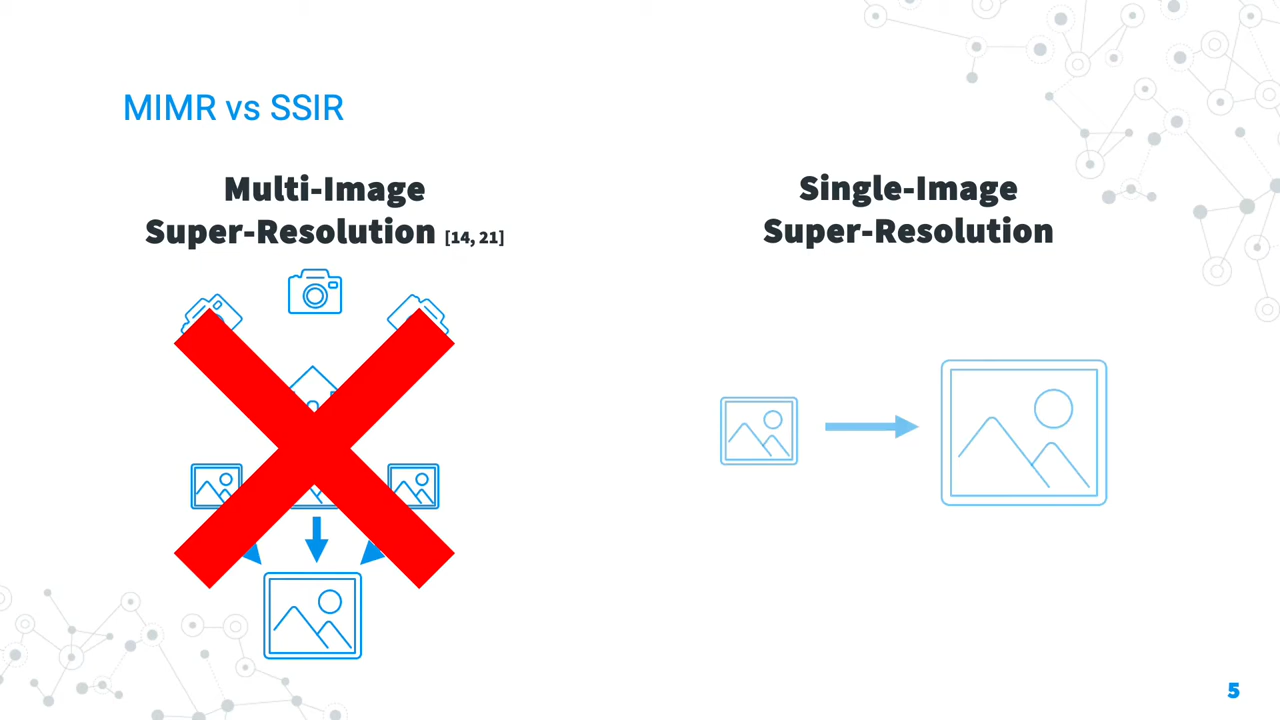 MIMR vs SSIR
Multi-Image
Super-Resolution [14, 21]
Single-Image
Super-Resolution
5